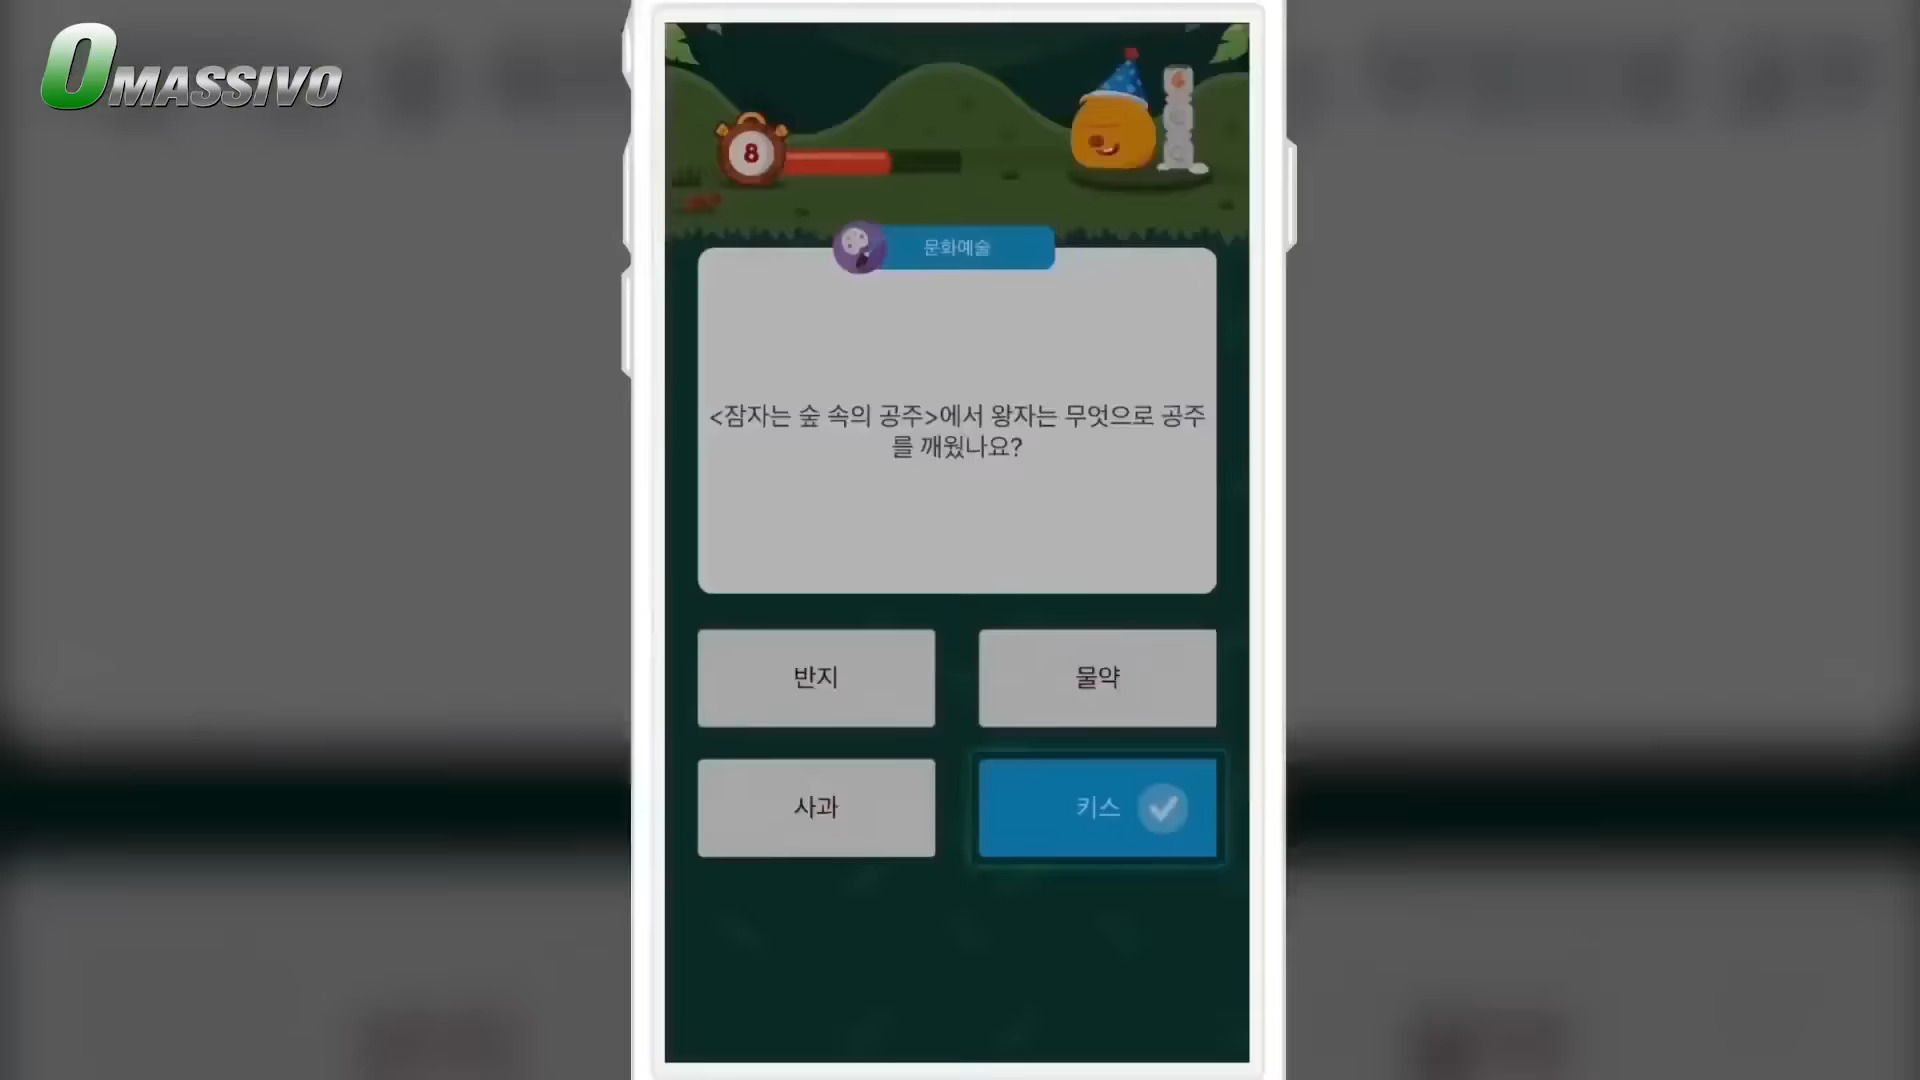 OMASSIVO
8
문화예술
<잠자는 숲 속의 공주>에서 왕자는 무엇으로 공주
를 깨웠나요?
반지
물약
사과
키스